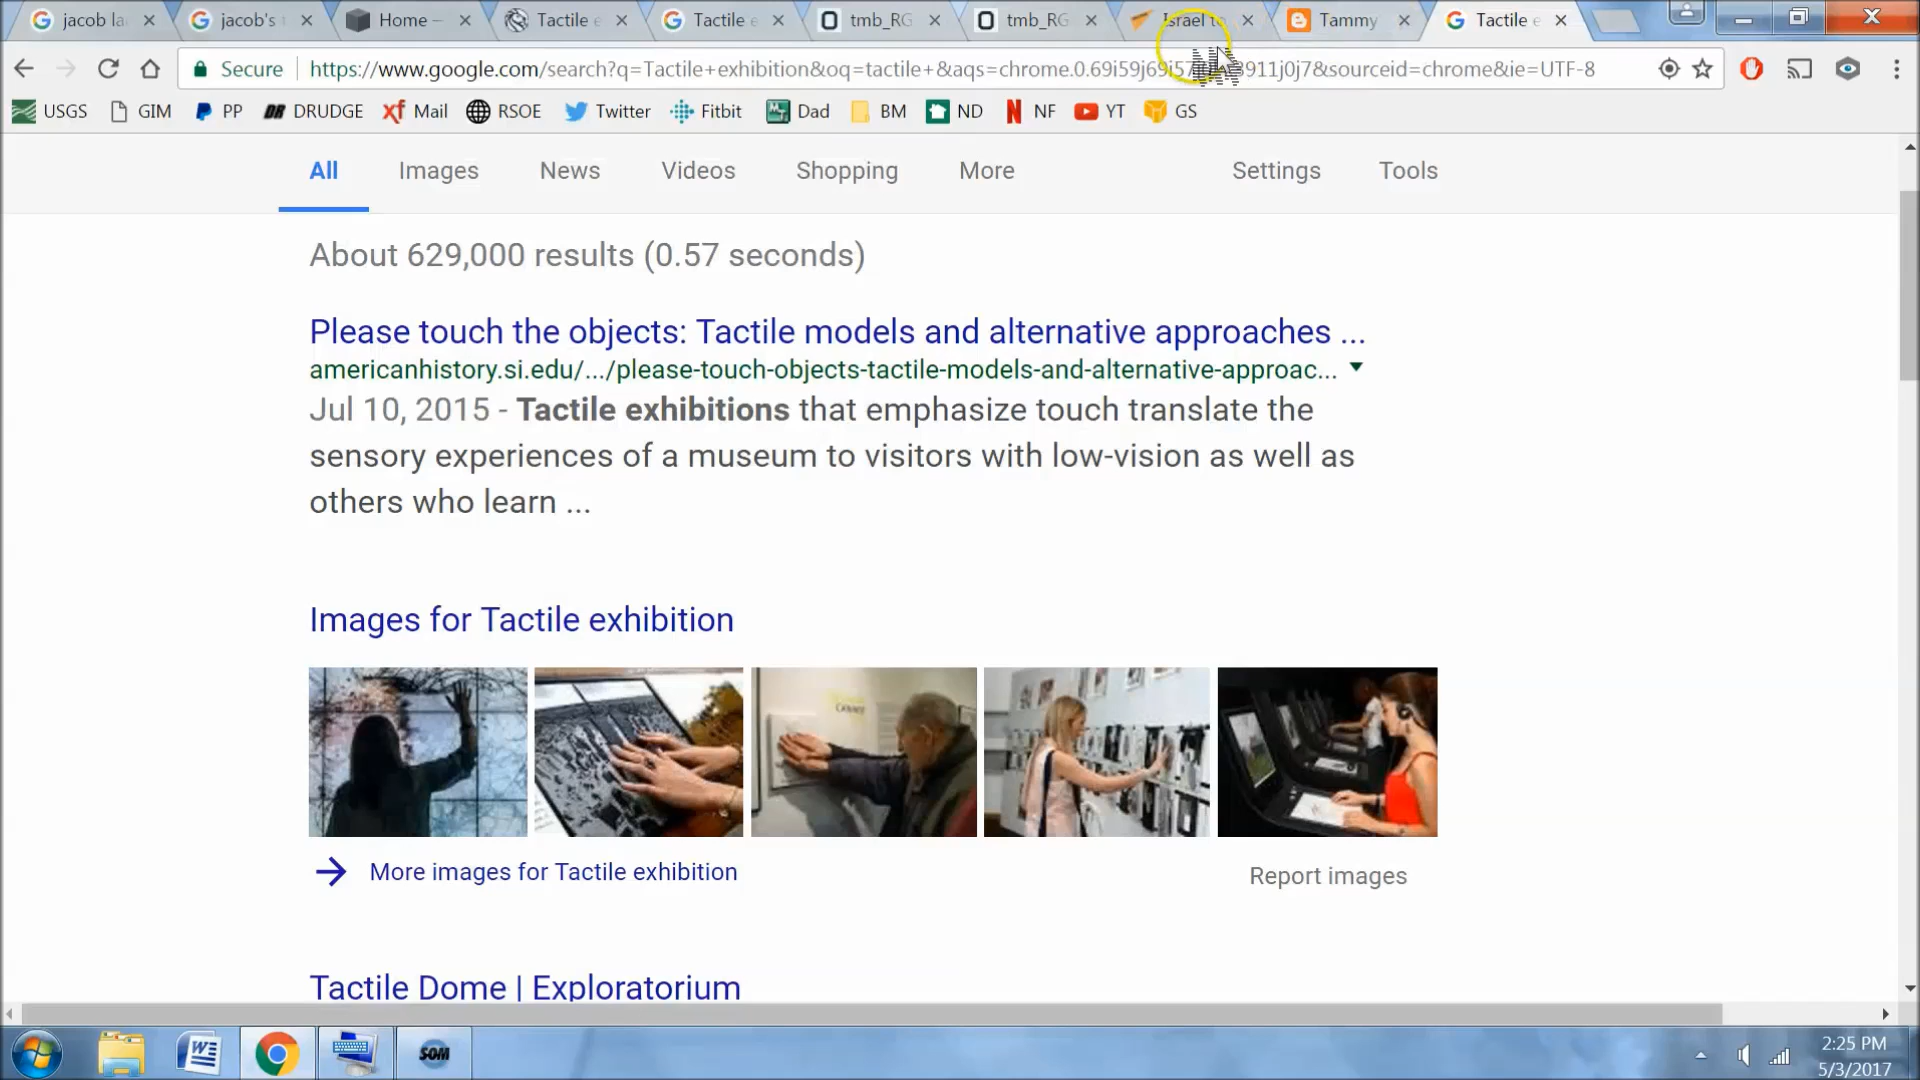 jacob la
jacob's
Home –
Tactile e
Tactile e
tmb_RG
tmb_RG
Israel to
Tammy
Tactile e
Secure
https://www.google.com/search?q=Tactile+exhibition&oq=tactile+&aqs=chrome.0.69i59j69i57 3911j0j7&sourceid=chrome&ie=UTF-8
USGS GIM PP DRUDGE Mail RSOE Twitter Fitbit Dad BM ND NF YT GS
All Images News Videos Shopping More Settings Tools
About 629,000 results (0.57 seconds)
Please touch the objects: Tactile models and alternative approaches ...
americanhistory.si.edu/.../please-touch-objects-tactile-models-and-alternative-approac...
Jul 10, 2015 - Tactile exhibitions that emphasize touch translate the
sensory experiences of a museum to visitors with low-vision as well as
others who learn ...
Images for Tactile exhibition
More images for Tactile exhibition
Report images
Tactile Dome | Exploratorium
SOM
2:25 PM
5/3/2017